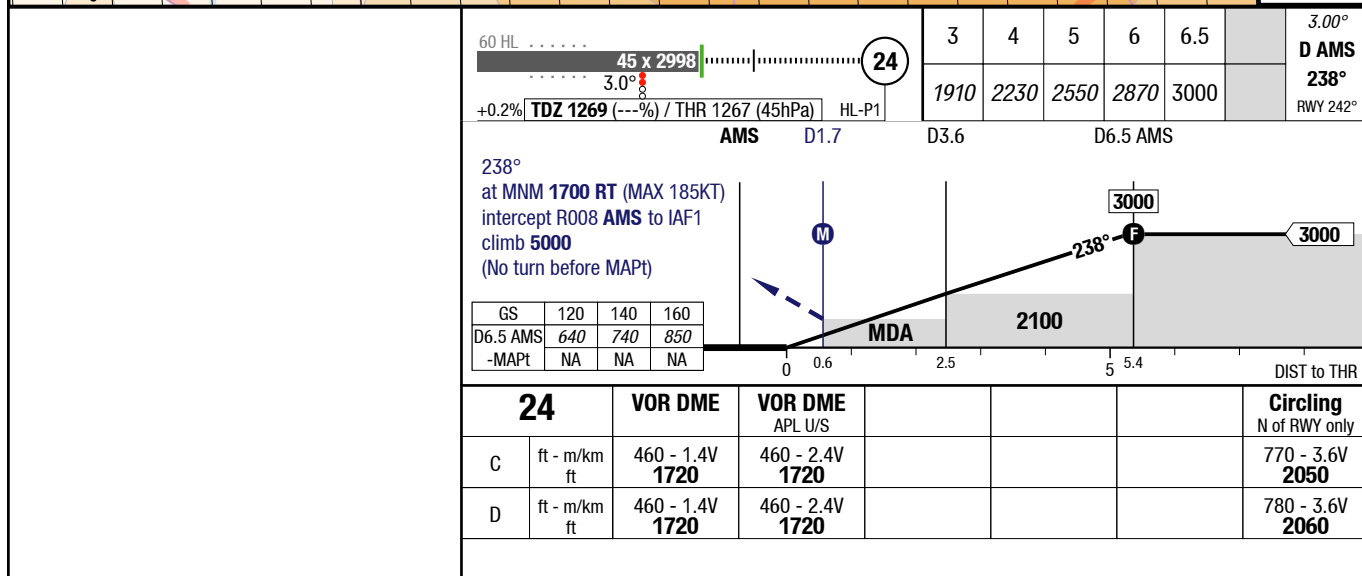 60 HL
45 x 2998
24
3.0°
+0.2% TDZ 1269 (---%) / THR 1267 (45hPa) HL-P1
3 4 5 6 6.5
1910 2230 2550 2870 3000
3.00°
D AMS
238°
RWY 242°
AMS D1.7 D3.6 D6.5 AMS
238°
at MNM 1700 RT (MAX 185KT)
intercept R008 AMS to IAF1
climb 5000
(No turn before MAPt)
M
3000
238° F
3000
MDA
2100
GS 120 140 160
D6.5 AMS 640 740 850
-MAPt NA NA NA
0 0.6 2.5 5 5.4
DIST to THR
24 VOR DME VOR DME Circling
APL U/S N of RWY only
C ft - m/km 460 - 1.4V 460 - 2.4V 770 - 3.6V
ft 1720 1720 2050
D ft - m/km 460 - 1.4V 460 - 2.4V 780 - 3.6V
ft 1720 1720 2060